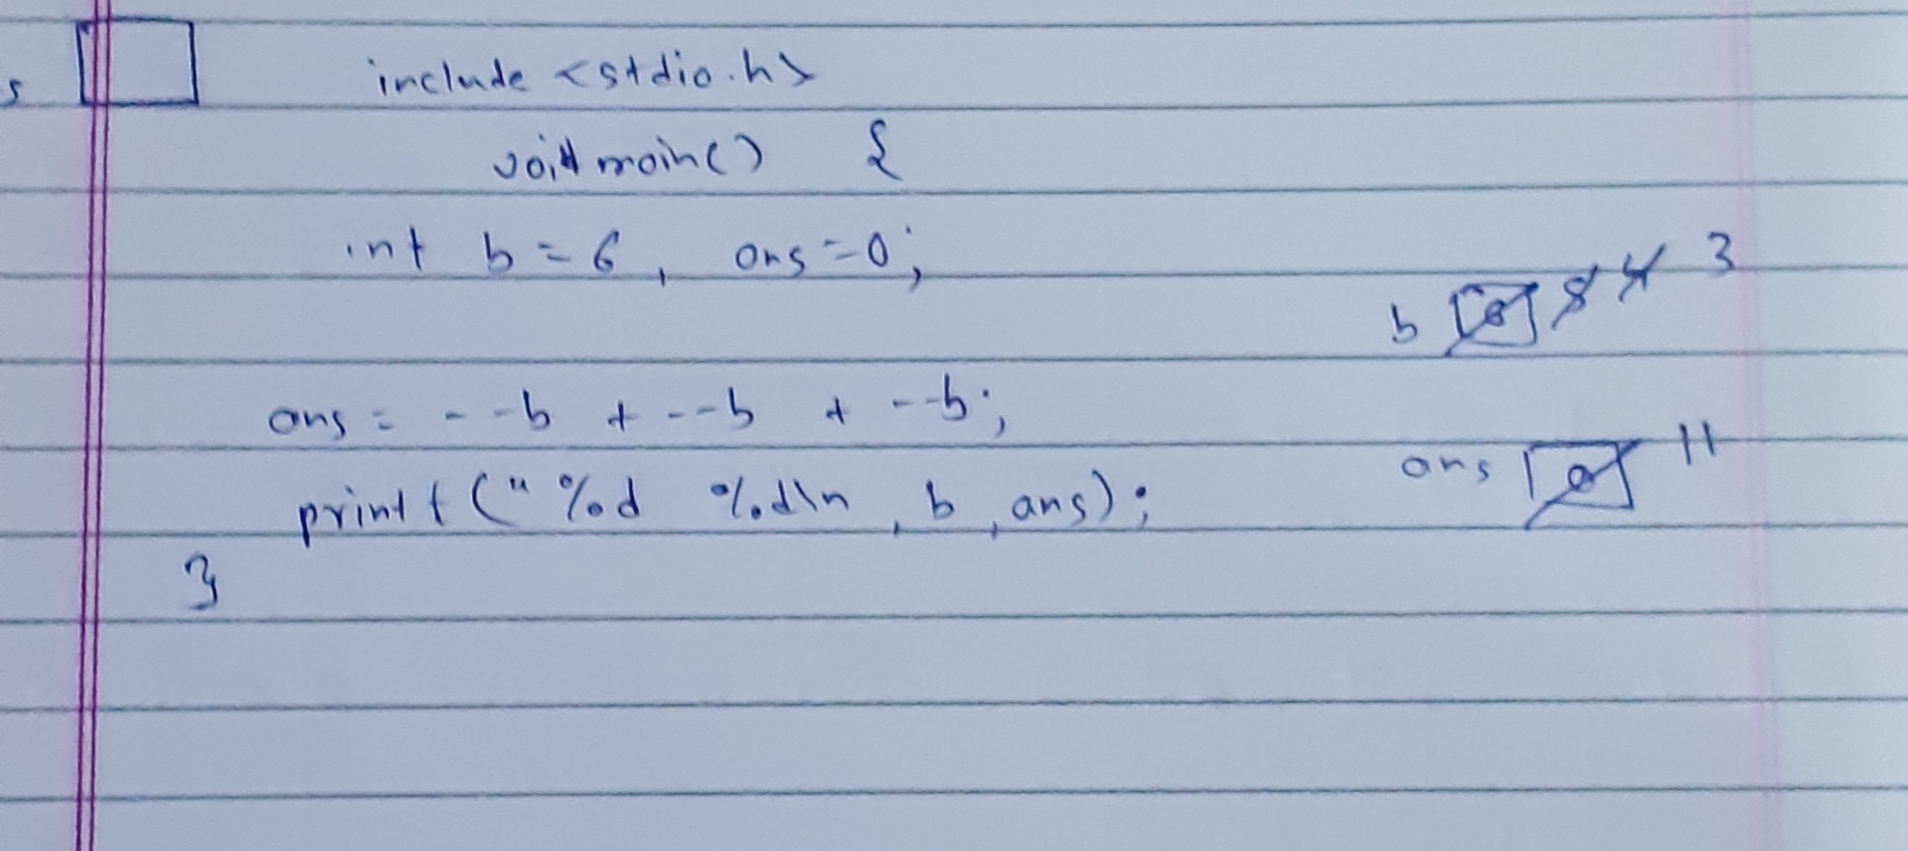 s
include <stdio.h>
void main() {
int b = 6, ans = 0;
b 6 5 4 3
ans = --b + --b + --b;
ans 0 11
printf ("%d %d\n, b, ans);
}